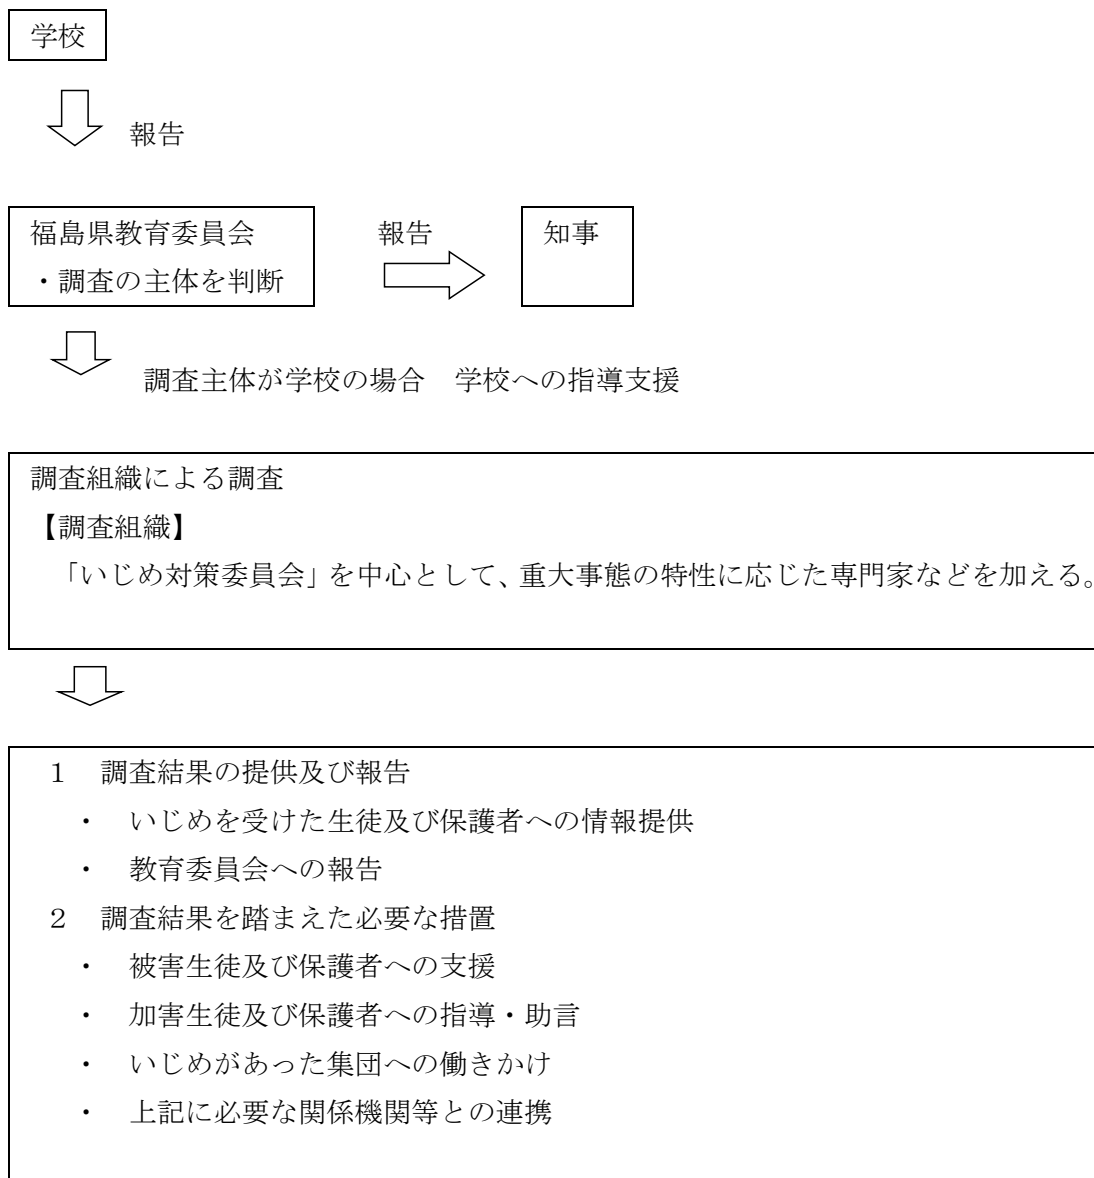 学校
報告
福島県教育委員会
・調査の主体を判断
報告
知事
調査主体が学校の場合　学校への指導支援
調査組織による調査
【調査組織】
「いじめ対策委員会」を中心として、重大事態の特性に応じた専門家などを加える。
１　調査結果の提供及び報告
・　いじめを受けた生徒及び保護者への情報提供
・　教育委員会への報告
２　調査結果を踏まえた必要な措置
・　被害生徒及び保護者への支援
・　加害生徒及び保護者への指導・助言
・　いじめがあった集団への働きかけ
・　上記に必要な関係機関等との連携